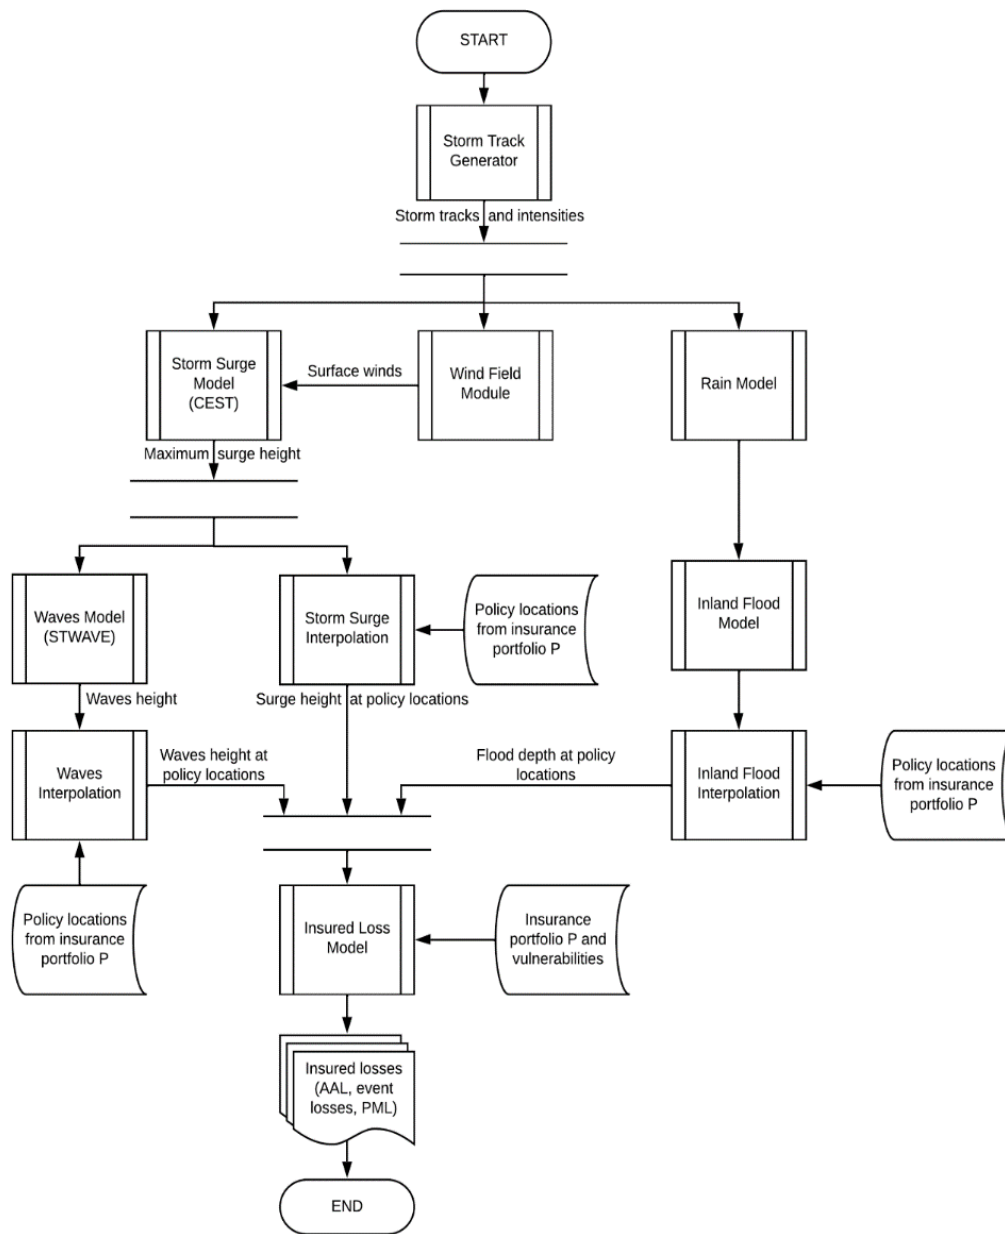 START
Storm Track
Generator
Storm tracks and intensities
Storm Surge
Model
(CEST)
Surface winds
Wind Field
Module
Rain Model
Maximum surge height
Waves Model
(STWAVE)
Storm Surge
Interpolation
Policy locations
from insurance
portfolio P
Inland Flood
Model
Waves height
Surge height at policy locations
Waves
Interpolation
Waves height at
policy locations
Flood depth at policy
locations
Inland Flood
Interpolation
Policy locations
from insurance
portfolio P
Policy locations
from insurance
portfolio P
Insured Loss
Model
Insurance
portfolio P and
vulnerabilities
Insured losses
(AAL, event
losses, PML)
END